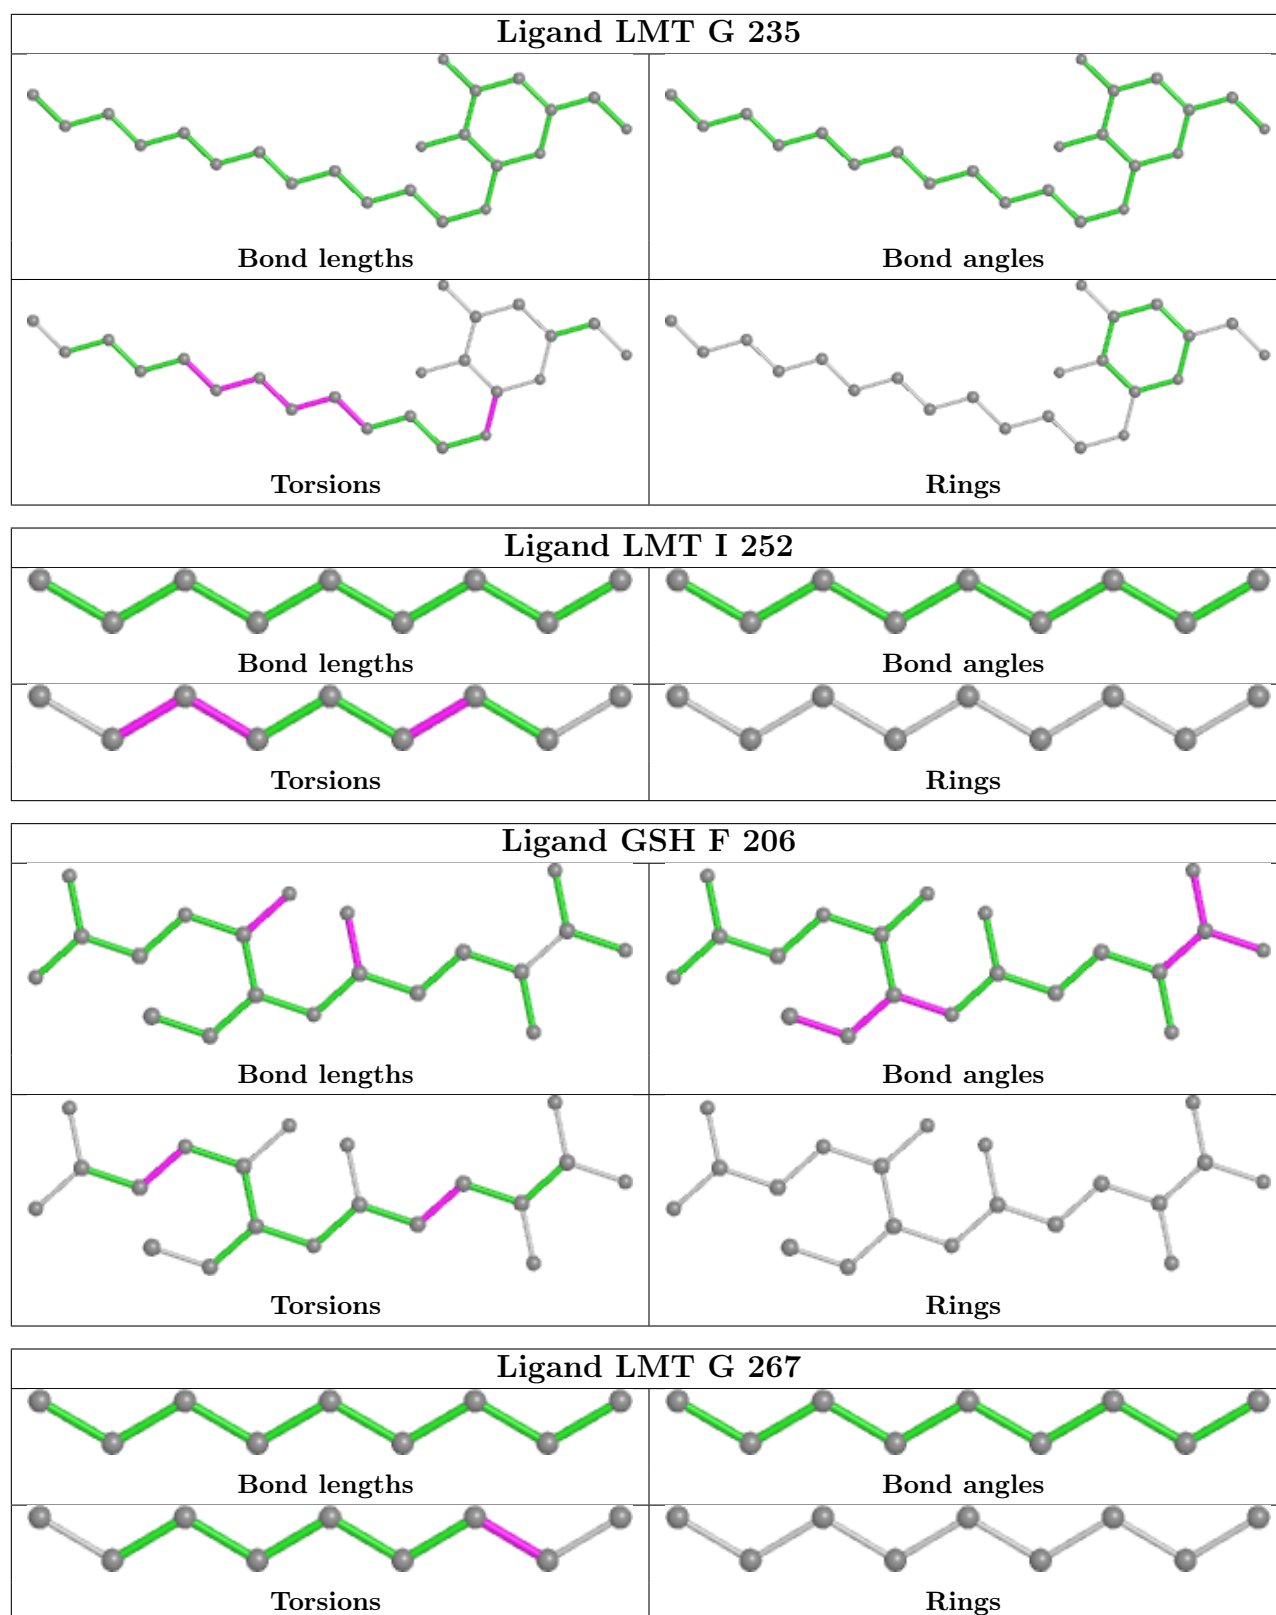 Ligand LMT G 235
Bond lengths
Bond angles
Torsions
Rings
Ligand LMT I 252
Bond lengths
Bond angles
Torsions
Rings
Ligand GSH F 206
Bond lengths
Bond angles
Torsions
Rings
Ligand LMT G 267
Bond lengths
Bond angles
Torsions
Rings